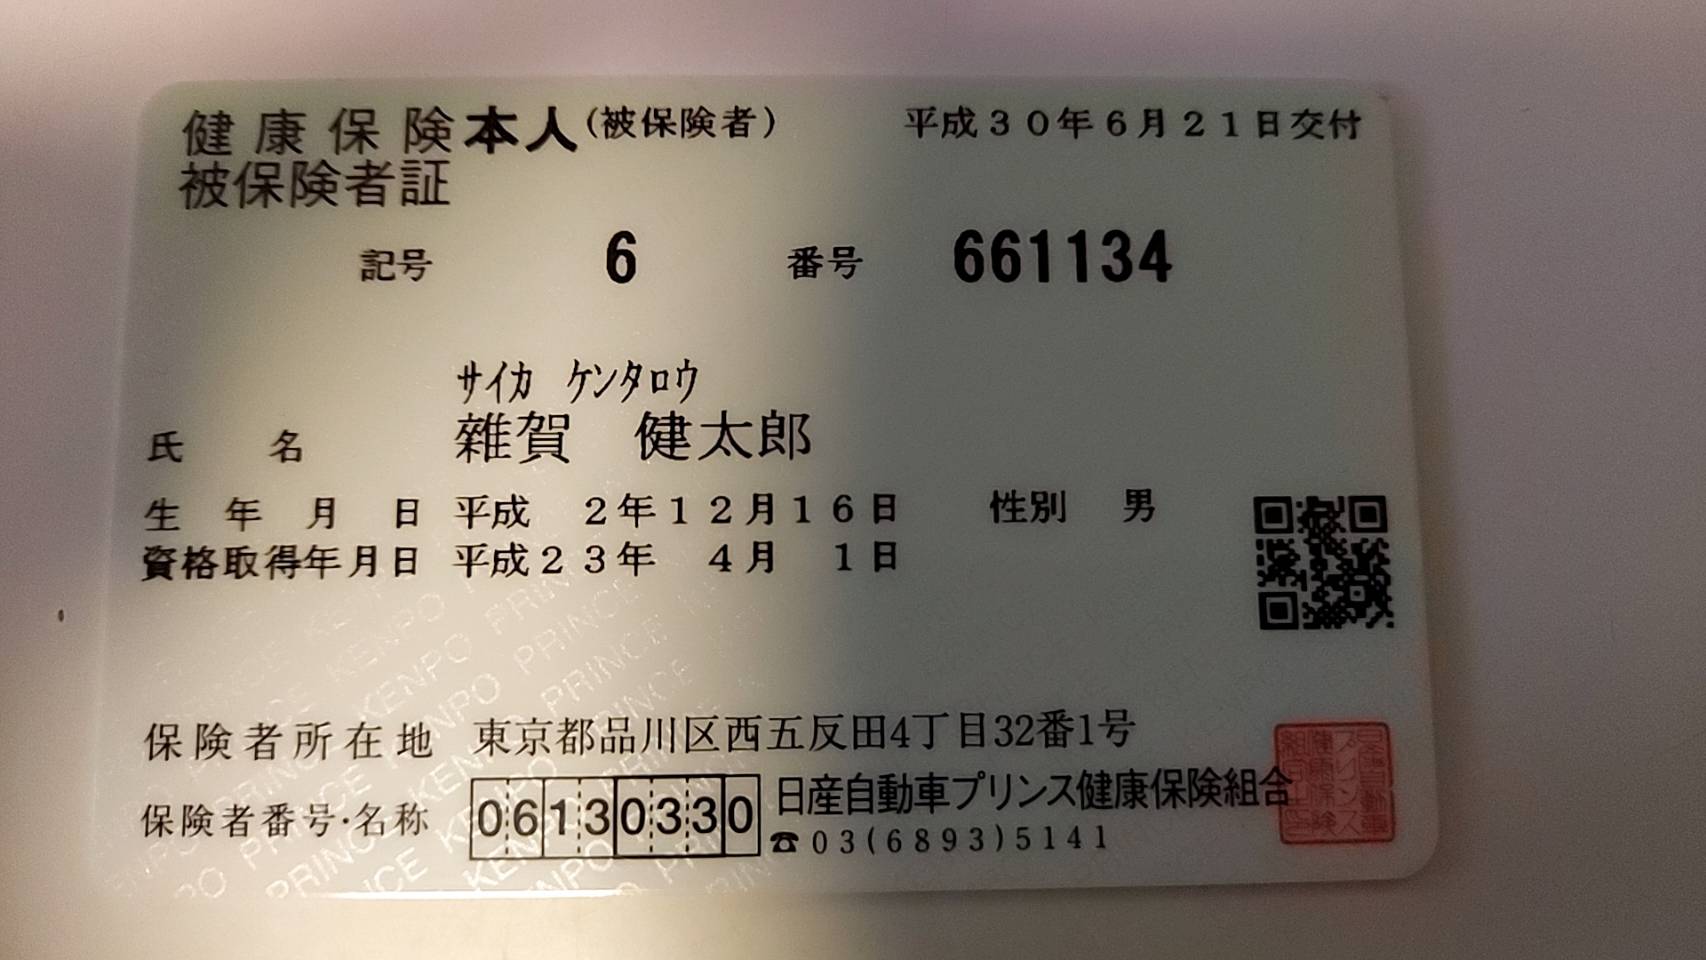 健康保険本人(被保険者) 平成30年6月21日交付
被保険者証
記号 6 番号 661134
サイカ ケンタロウ
氏名 雜賀 健太郎
生年月日 平成 2年12月16日 性別 男
資格取得年月日 平成23年 4月 1日
保険者所在地 東京都品川区西五反田4丁目32番1号
保険者番号・名称 06130330 日産自動車プリンス健康保険組合
☎03(6893)5141
PRINCE KENPO